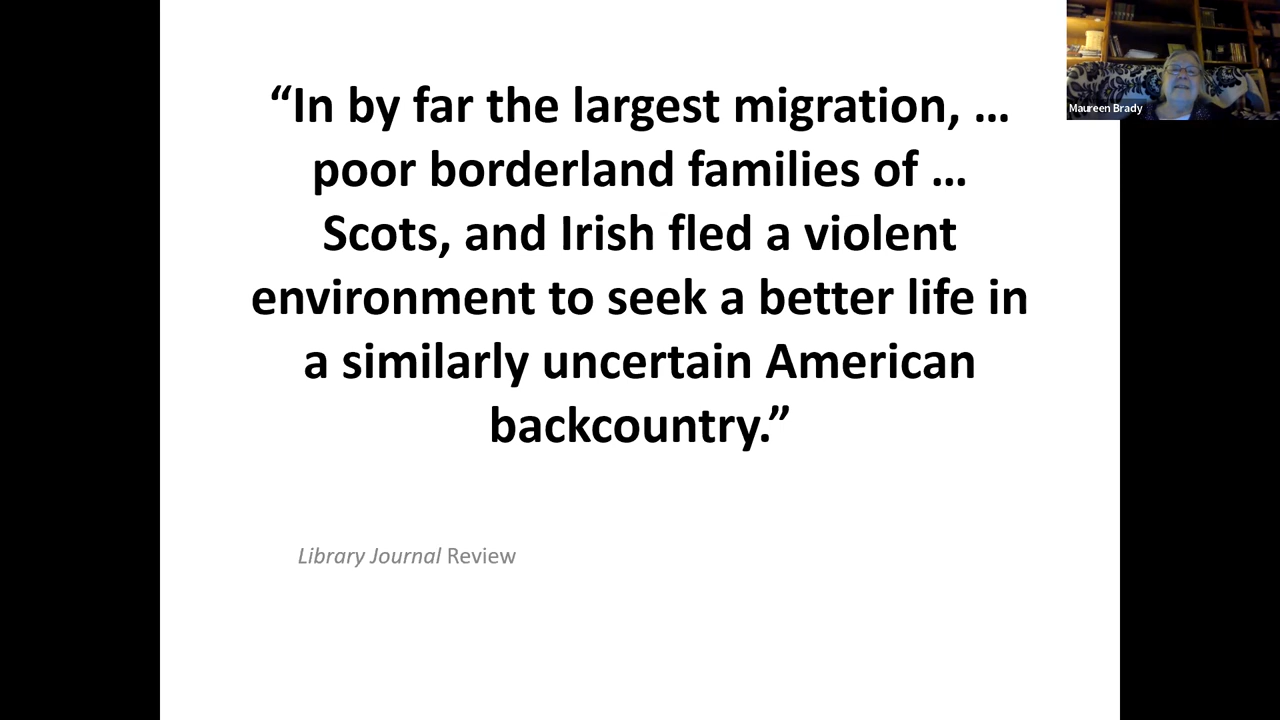 “In by far the largest migration, …
poor borderland families of …
Scots, and Irish fled a violent
environment to seek a better life in
a similarly uncertain American
backcountry.”
Library Journal Review
Maureen Brady